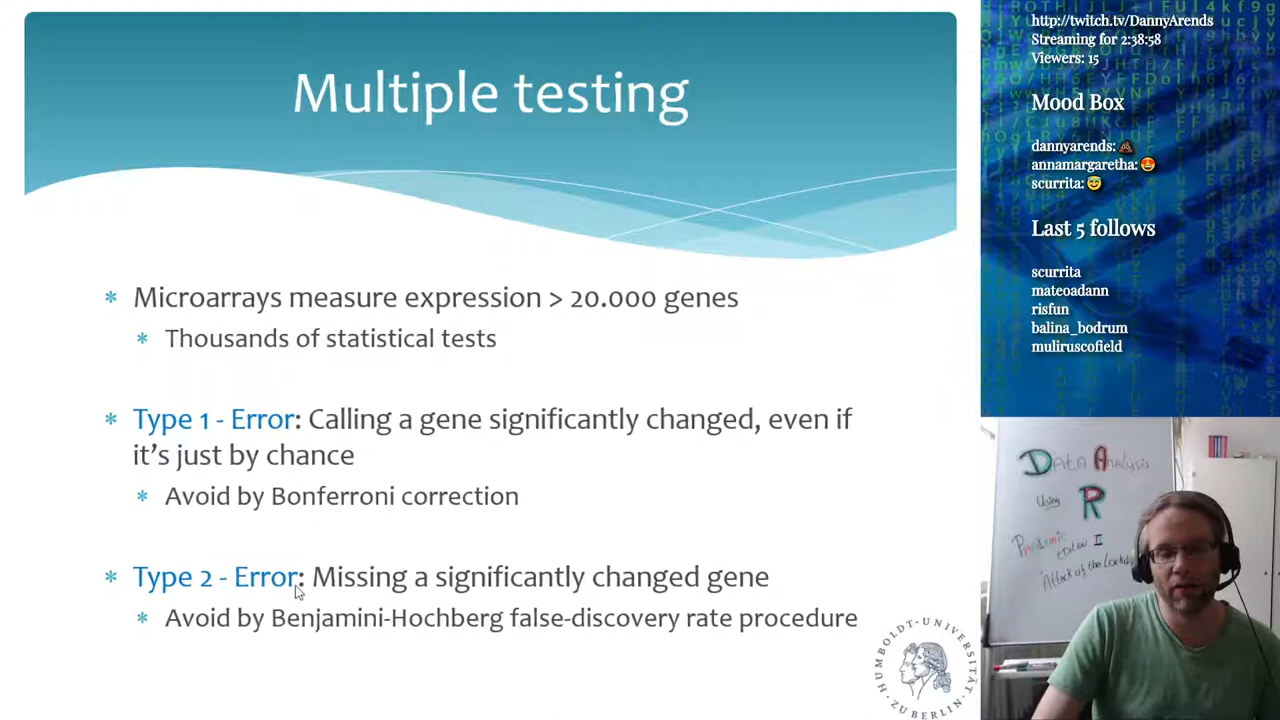 Multiple testing
* Microarrays measure expression > 20.000 genes
* Thousands of statistical tests
* Type 1 - Error: Calling a gene significantly changed, even if
it's just by chance
* Avoid by Bonferroni correction
* Type 2 - Error: Missing a significantly changed gene
* Avoid by Benjamini-Hochberg false-discovery rate procedure
HUMBOLDT-UNIVERSITÄT ZU BERLIN
http://twitch.tv/DannyArends
Streaming for 2:38:58
Viewers: 15
Mood Box
dannyarends: 💩
annamargaretha: 😍
scurrita: 😇
Last 5 follows
scurrita
mateoadann
risfun
balina_bodrum
muliruscofield
Data Analysis
Using R
Pandemic
Edition II
"Attack of the Lockdo